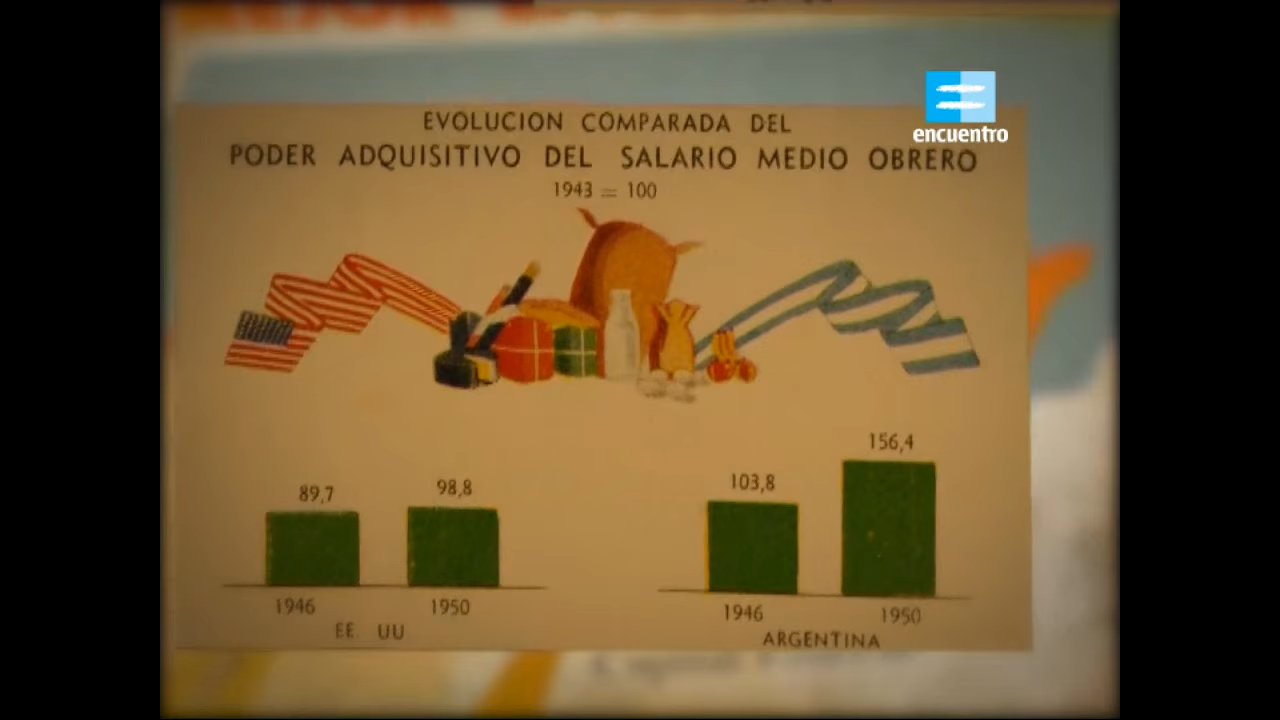 encuentro
EVOLUCION COMPARADA DEL
PODER ADQUISITIVO DEL SALARIO MEDIO OBRERO
1943 = 100
89,7
98,8
103,8
156,4
1946
1950
1946
1950
EE. UU
ARGENTINA